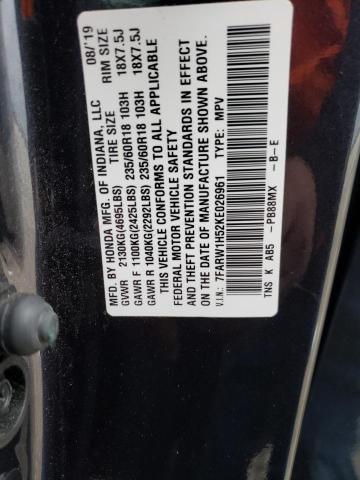 MFD. BY HONDA MFG. OF INDIANA, LLC 08/'19
TIRE SIZE RIM SIZE
GVWR 2130KG(4695LBS)
GAWR F 1100KG(2425LBS) 235/60R18 103H 18X7.5J
GAWR R 1040KG(2292LBS) 235/60R18 103H 18X7.5J
THIS VEHICLE CONFORMS TO ALL APPLICABLE
FEDERAL MOTOR VEHICLE SAFETY
AND THEFT PREVENTION STANDARDS IN EFFECT
ON THE DATE OF MANUFACTURE SHOWN ABOVE.
V.I.N.: 7FARW1H52KE026961 TYPE: MPV
TNS K AB5 -PB88MX -B-E